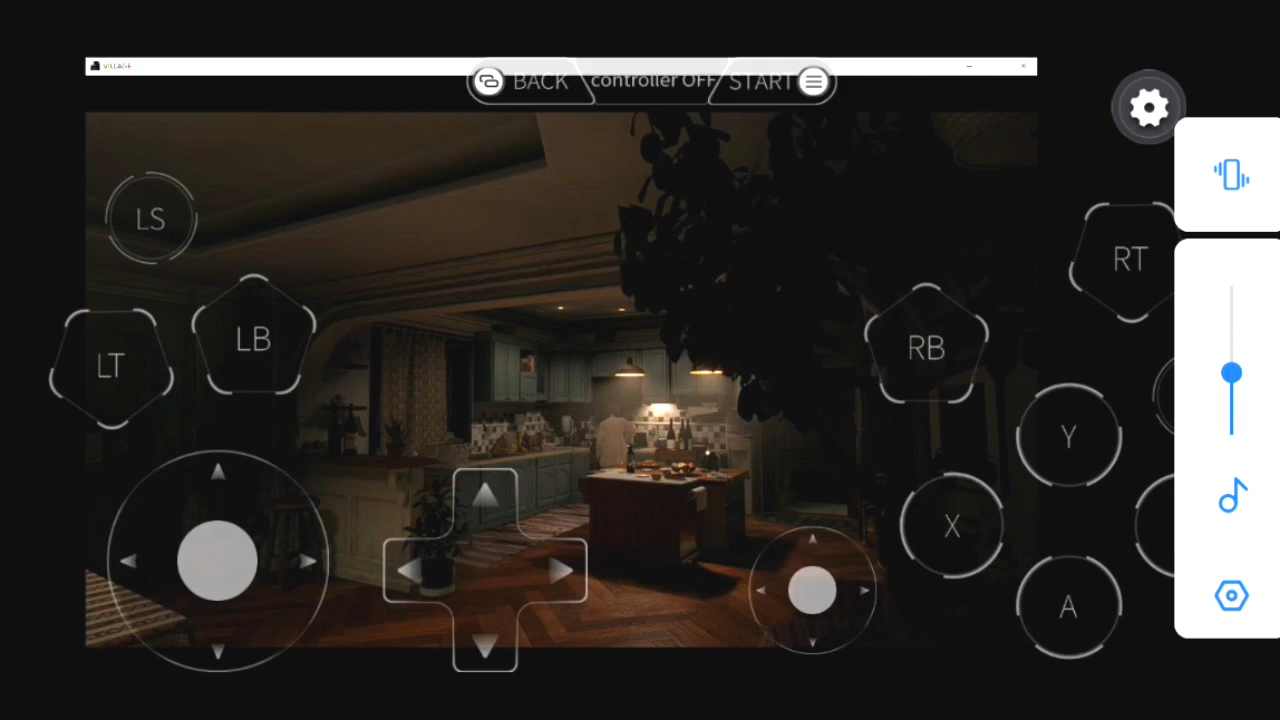 VILLAGE
BACK
controller OFF
START
LS
RT
LB
LT
RB
Y
X
A